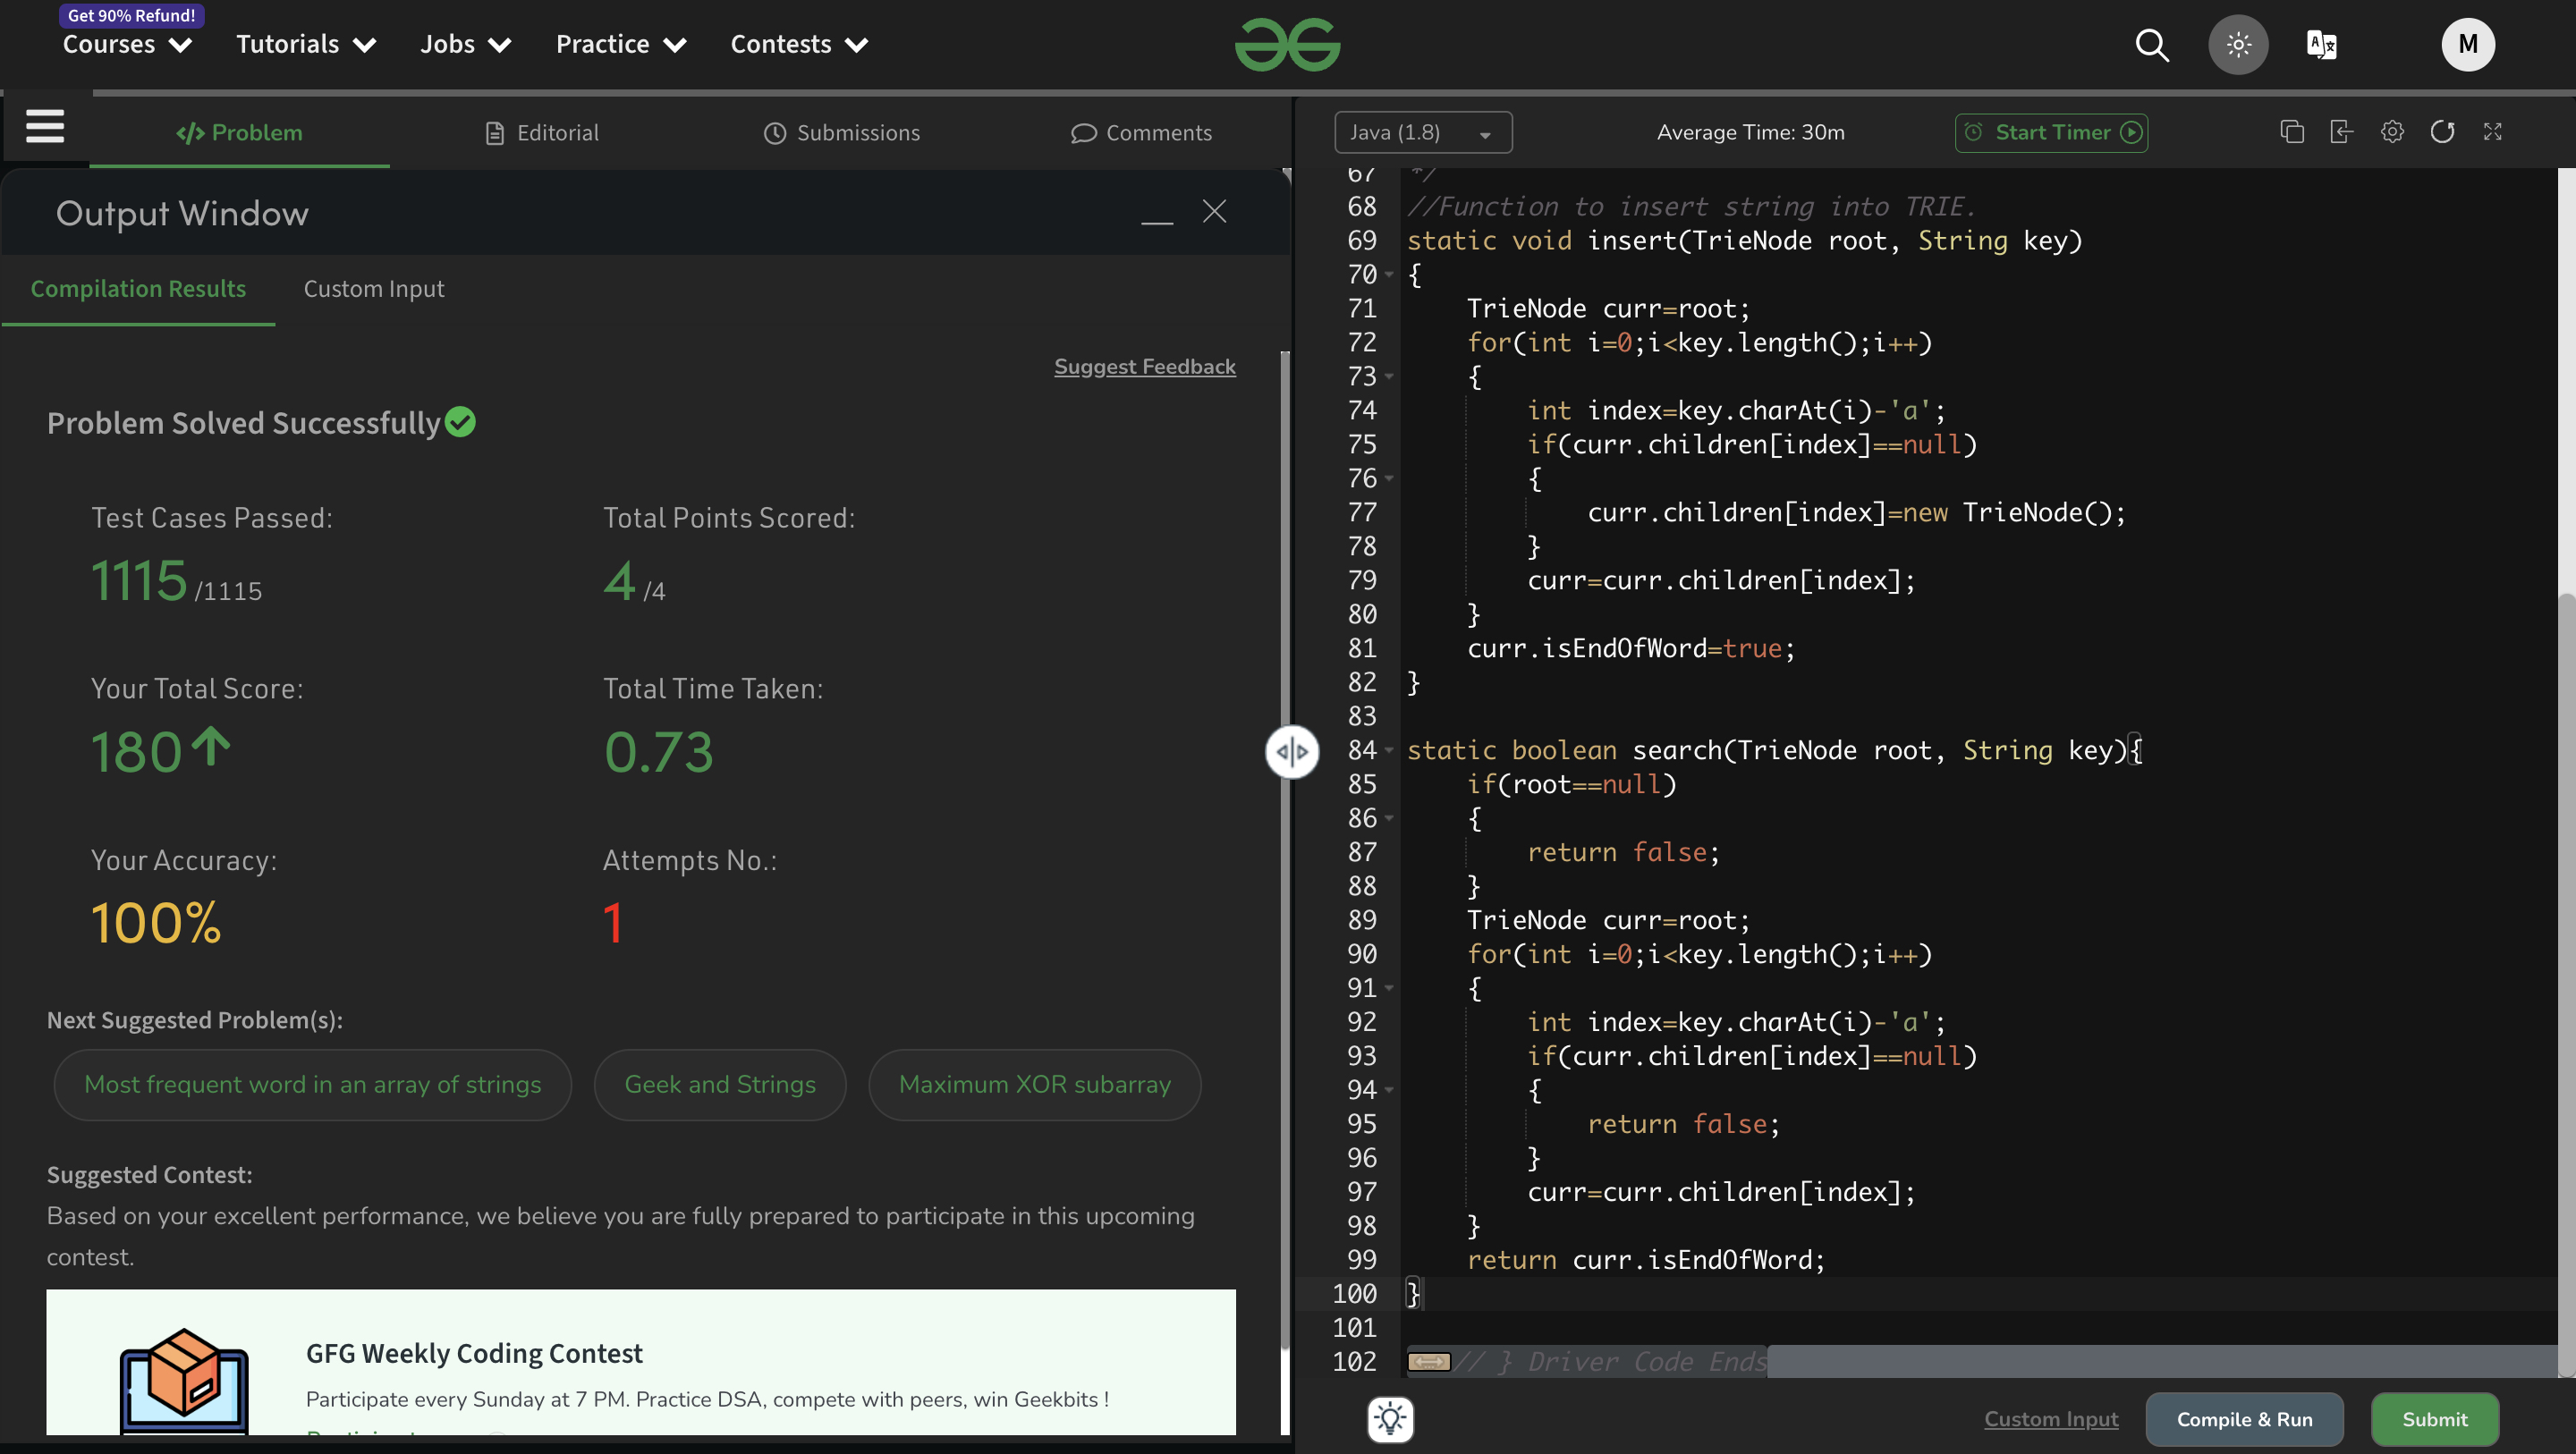 Get 90% Refund!
Courses Tutorials Jobs Practice Contests
M
Problem Editorial Submissions Comments
Output Window
Compilation Results Custom Input
Suggest Feedback
Problem Solved Successfully
Test Cases Passed: Total Points Scored:
1115 /1115 4 /4
Your Total Score: Total Time Taken:
180 0.73
Your Accuracy: Attempts No.:
100% 1
Next Suggested Problem(s):
Most frequent word in an array of strings Geek and Strings Maximum XOR subarray
Suggested Contest:
Based on your excellent performance, we believe you are fully prepared to participate in this upcoming
contest.
GFG Weekly Coding Contest
Participate every Sunday at 7 PM. Practice DSA, compete with peers, win Geekbits !
Java (1.8) Average Time: 30m Start Timer
67 */
68 //Function to insert string into TRIE.
69 static void insert(TrieNode root, String key)
70 {
71 TrieNode curr=root;
72 for(int i=0;i<key.length();i++)
73 {
74 int index=key.charAt(i)-'a';
75 if(curr.children[index]==null)
76 {
77 curr.children[index]=new TrieNode();
78 }
79 curr=curr.children[index];
80 }
81 curr.isEndOfWord=true;
82 }
83
84 static boolean search(TrieNode root, String key){
85 if(root==null)
86 {
87 return false;
88 }
89 TrieNode curr=root;
90 for(int i=0;i<key.length();i++)
91 {
92 int index=key.charAt(i)-'a';
93 if(curr.children[index]==null)
94 {
95 return false;
96 }
97 curr=curr.children[index];
98 }
99 return curr.isEndOfWord;
100 }
101
102 // } Driver Code Ends
Custom Input Compile & Run Submit